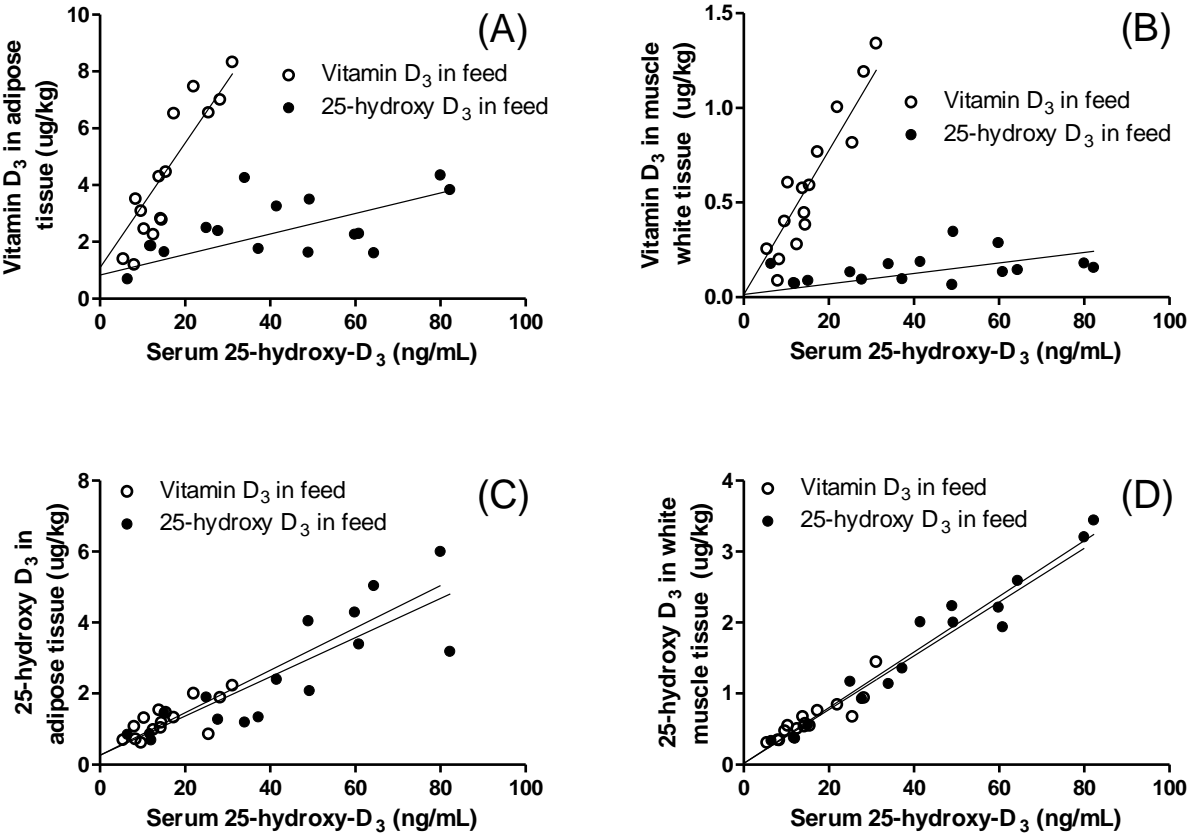 (A)
Vitamin D3 in adipose
tissue (ug/kg)
10
8
6
4
2
0
Vitamin D3 in feed
25-hydroxy D3 in feed
0 20 40 60 80 100
Serum 25-hydroxy-D3 (ng/mL)
(B)
Vitamin D3 in muscle
white tissue (ug/kg)
1.5
1.0
0.5
0.0
Vitamin D3 in feed
25-hydroxy D3 in feed
0 20 40 60 80 100
Serum 25-hydroxy-D3 (ng/mL)
(C)
25-hydroxy D3 in
adipose tissue (ug/kg)
8
6
4
2
0
Vitamin D3 in feed
25-hydroxy D3 in feed
0 20 40 60 80 100
Serum 25-hydroxy-D3 (ng/mL)
(D)
25-hydroxy D3 in white
muscle tissue (ug/kg)
4
3
2
1
0
Vitamin D3 in feed
25-hydroxy D3 in feed
0 20 40 60 80 100
Serum 25-hydroxy-D3 (ng/mL)